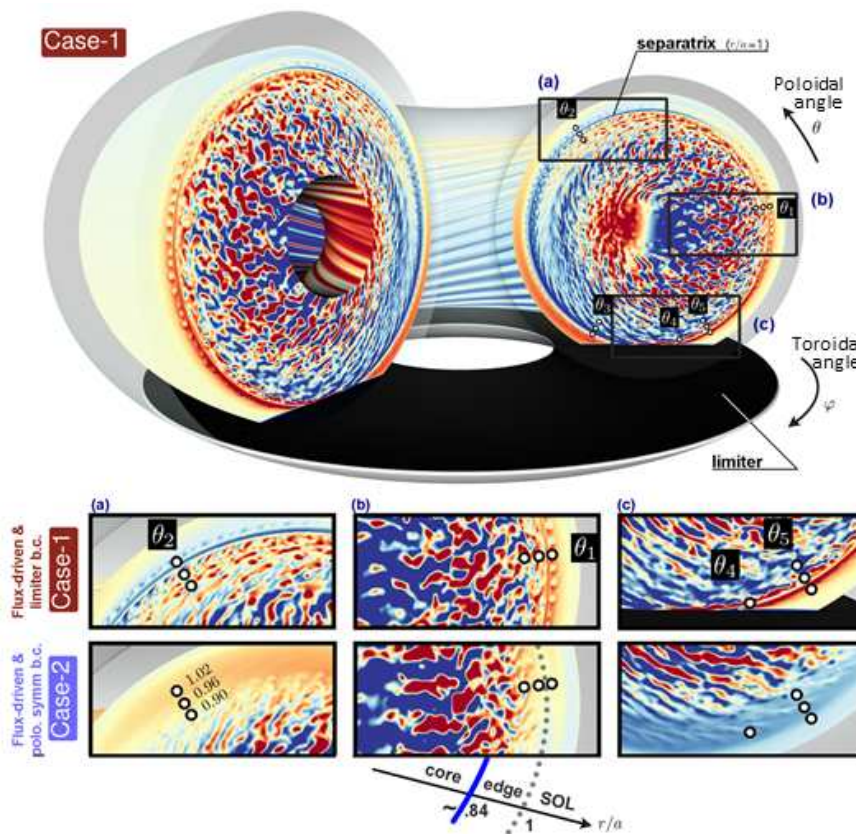 Case-1
separatrix (r/a=1)
(a)
θ₂
Poloidal
angle
θ
(b)
θ₁
θ₃
θ₅
θ₄
(c)
Toroidal
angle
φ
limiter
(a)
(b)
(c)
Flux-driven &
limiter b.c.
Case-1
θ₂
θ₁
θ₅
θ₄
Flux-driven &
polo. symm b.c.
Case-2
1.02
0.96
0.90
core edge SOL
~ .84 1 r/a